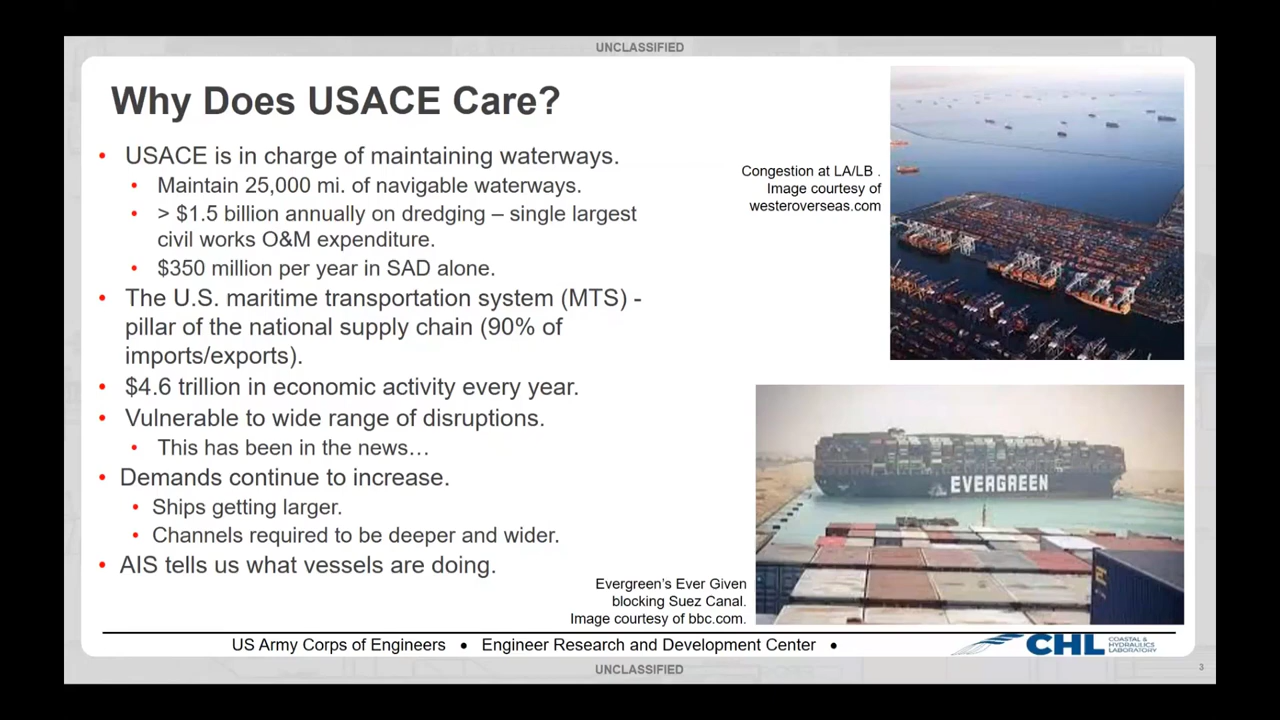 UNCLASSIFIED
Why Does USACE Care?
• USACE is in charge of maintaining waterways.
• Maintain 25,000 mi. of navigable waterways.
• > $1.5 billion annually on dredging – single largest
civil works O&M expenditure.
• $350 million per year in SAD alone.
• The U.S. maritime transportation system (MTS) -
pillar of the national supply chain (90% of
imports/exports).
• $4.6 trillion in economic activity every year.
• Vulnerable to wide range of disruptions.
• This has been in the news…
• Demands continue to increase.
• Ships getting larger.
• Channels required to be deeper and wider.
• AIS tells us what vessels are doing.
Congestion at LA/LB .
Image courtesy of
westeroverseas.com
EVERGREEN
Evergreen's Ever Given
blocking Suez Canal.
Image courtesy of bbc.com.
US Army Corps of Engineers • Engineer Research and Development Center •
CHL COASTAL &
HYDRAULICS
LABORATORY
UNCLASSIFIED
3